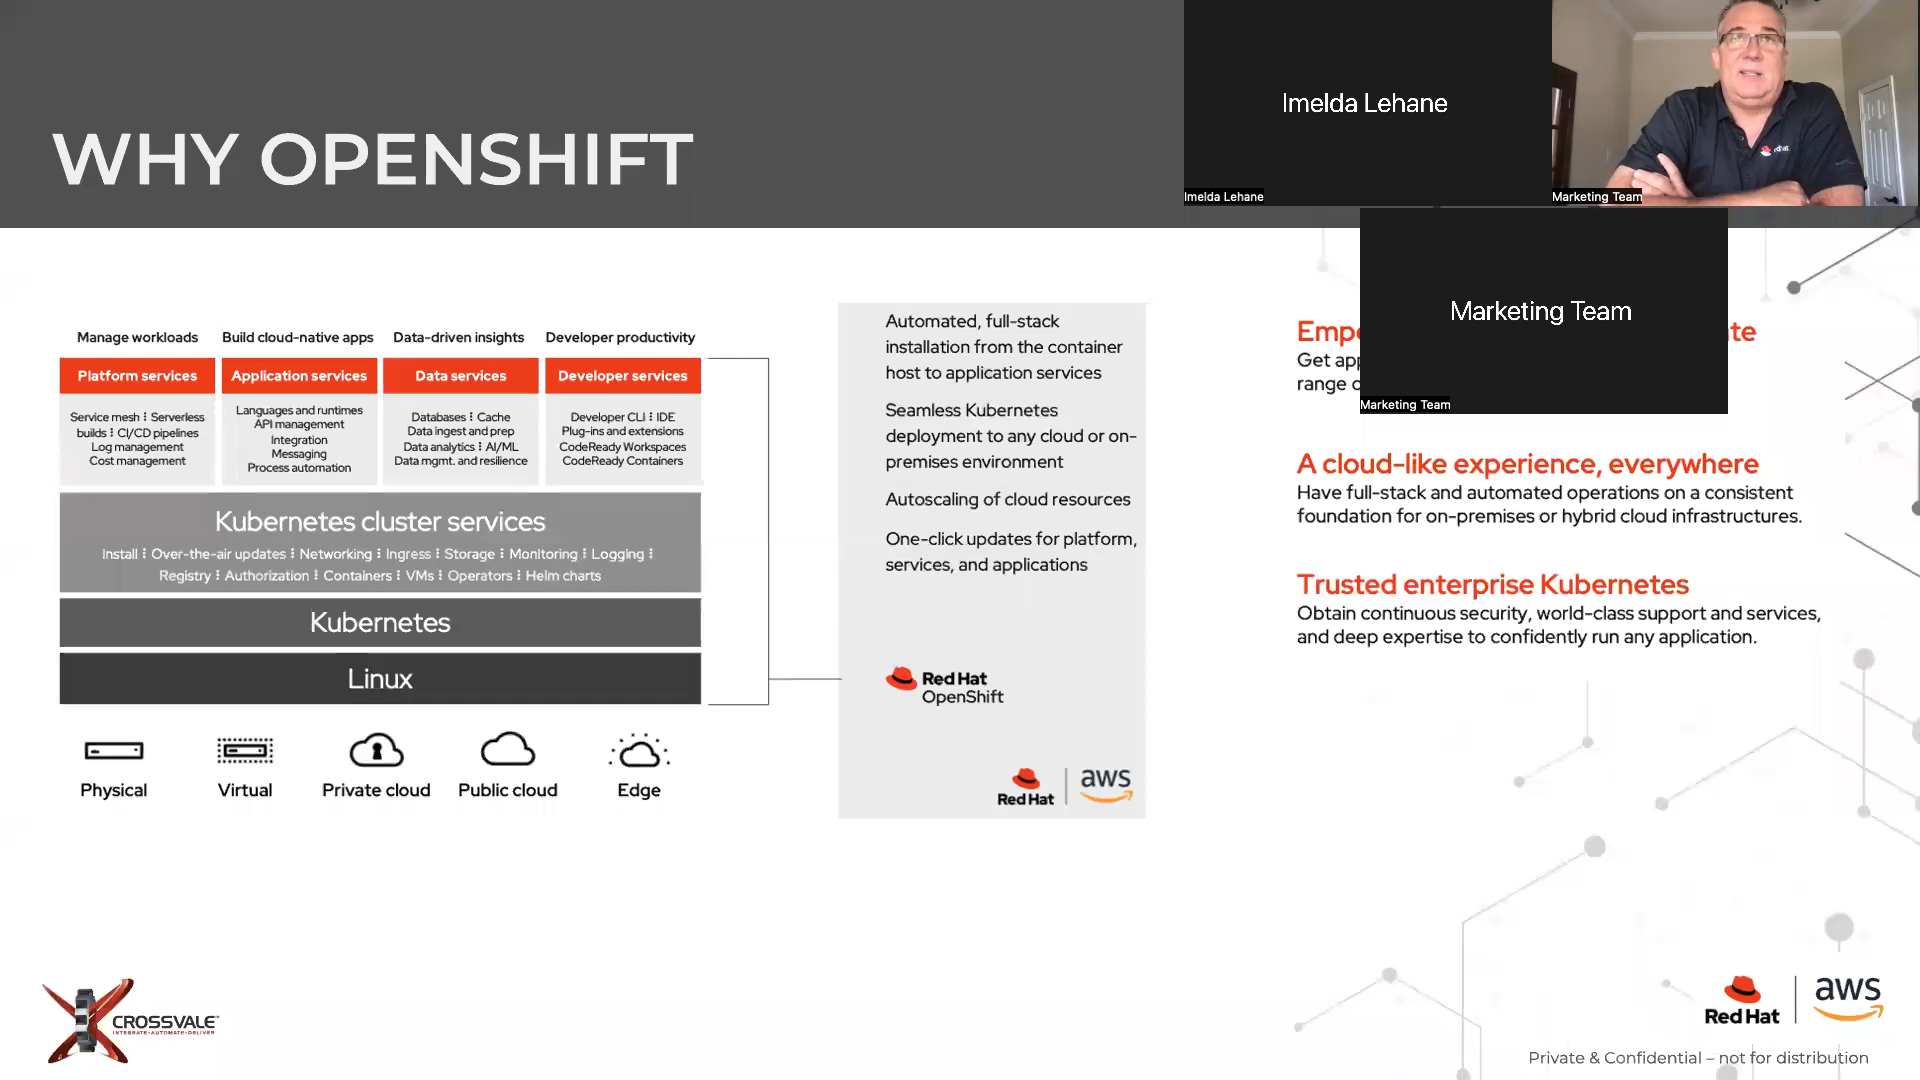 WHY OPENSHIFT
Imelda Lehane
Imelda Lehane
Marketing Team
Marketing Team
Marketing Team
Manage workloads
Platform services
Service mesh ⋮ Serverless
builds ⋮ CI/CD pipelines
Log management
Cost management
Build cloud-native apps
Application services
Languages and runtimes
API management
Integration
Messaging
Process automation
Data-driven insights
Data services
Databases ⋮ Cache
Data ingest and prep
Data analytics ⋮ AI/ML
Data mgmt. and resilience
Developer productivity
Developer services
Developer CLI ⋮ IDE
Plug-ins and extensions
CodeReady Workspaces
CodeReady Containers
Kubernetes cluster services
Install ⋮ Over-the-air updates ⋮ Networking ⋮ Ingress ⋮ Storage ⋮ Monitoring ⋮ Logging ⋮
Registry ⋮ Authorization ⋮ Containers ⋮ VMs ⋮ Operators ⋮ Helm charts
Kubernetes
Linux
Physical
Virtual
Private cloud
Public cloud
Edge
Automated, full-stack
installation from the container
host to application services
Seamless Kubernetes
deployment to any cloud or on-
premises environment
Autoscaling of cloud resources
One-click updates for platform,
services, and applications
Red Hat
OpenShift
Red Hat
aws
Get
range
A cloud-like experience, everywhere
Have full-stack and automated operations on a consistent
foundation for on-premises or hybrid cloud infrastructures.
Trusted enterprise Kubernetes
Obtain continuous security, world-class support and services,
and deep expertise to confidently run any application.
CROSSVALE
INTEGRATE-AUTOMATE-DELIVER
Red Hat
aws
Private & Confidential – not for distribution